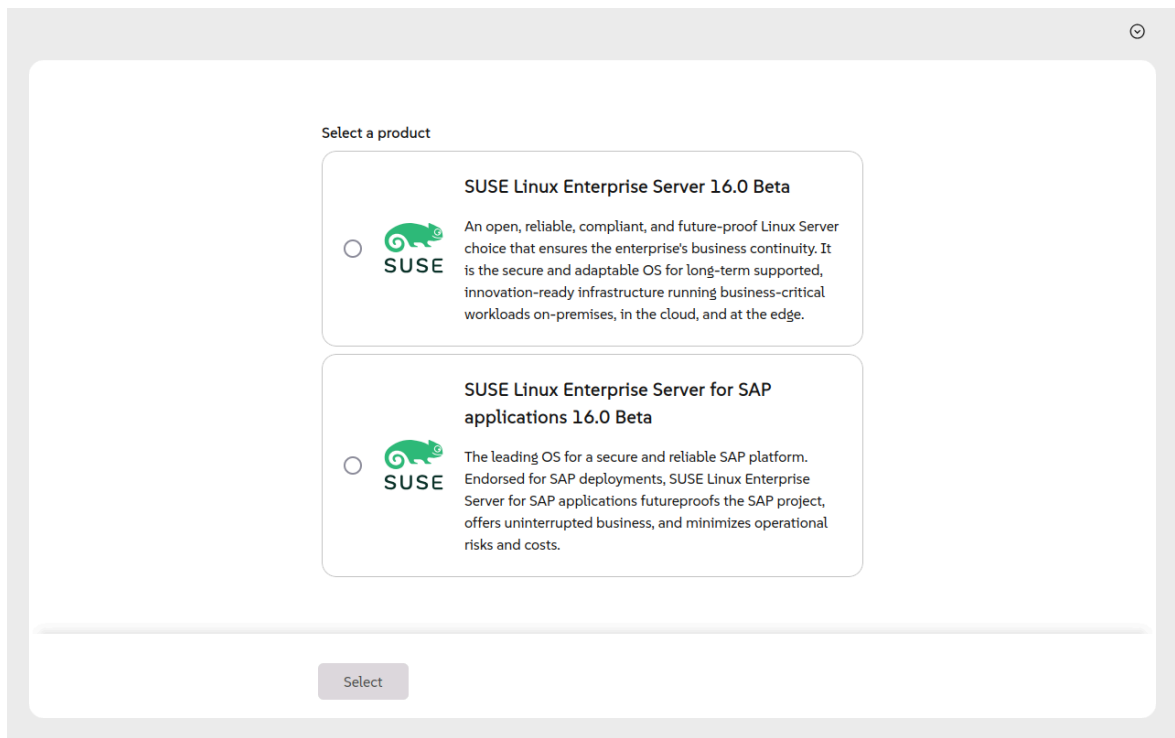 Select a product
SUSE Linux Enterprise Server 16.0 Beta
An open, reliable, compliant, and future-proof Linux Server
choice that ensures the enterprise's business continuity. It
is the secure and adaptable OS for long-term supported,
innovation-ready infrastructure running business-critical
workloads on-premises, in the cloud, and at the edge.
SUSE
SUSE Linux Enterprise Server for SAP
applications 16.0 Beta
The leading OS for a secure and reliable SAP platform.
Endorsed for SAP deployments, SUSE Linux Enterprise
Server for SAP applications futureproofs the SAP project,
offers uninterrupted business, and minimizes operational
risks and costs.
SUSE
Select